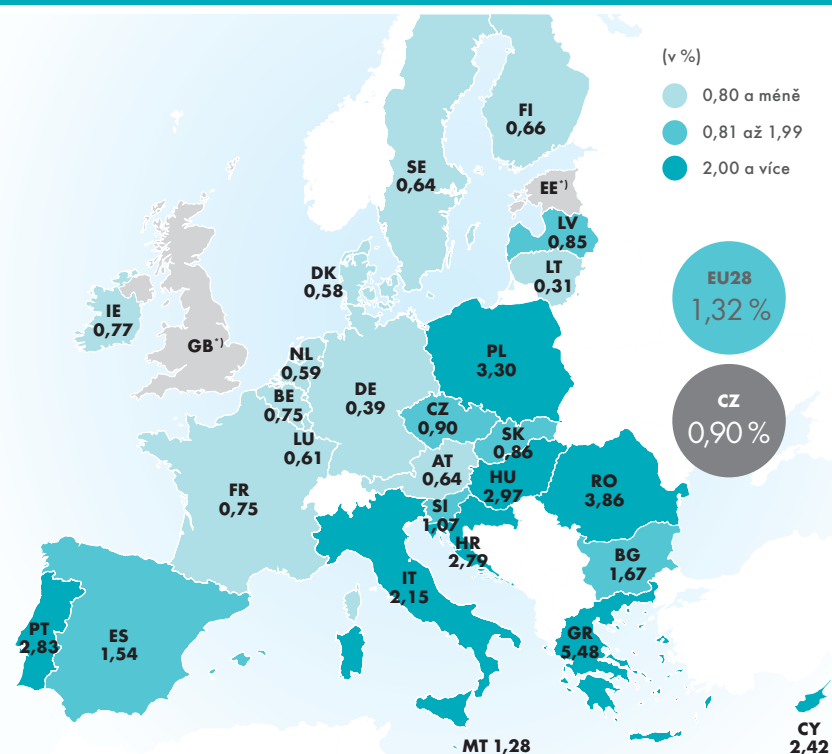 (v %)
0,80 a méně
0,81 až 1,99
2,00 a více
FI
0,66
SE
0,64
EE*)
LV
0,85
LT
0,31
DK
0,58
EU28
1,32 %
IE
0,77
GB*)
NL
0,59
PL
3,30
BE
0,75
DE
0,39
CZ
0,90
CZ
0,90 %
LU
0,61
SK
0,86
AT
0,64
HU
2,97
RO
3,86
FR
0,75
SI
1,07
HR
2,79
BG
1,67
IT
2,15
PT
2,83
ES
1,54
GR
5,48
MT 1,28
CY
2,42